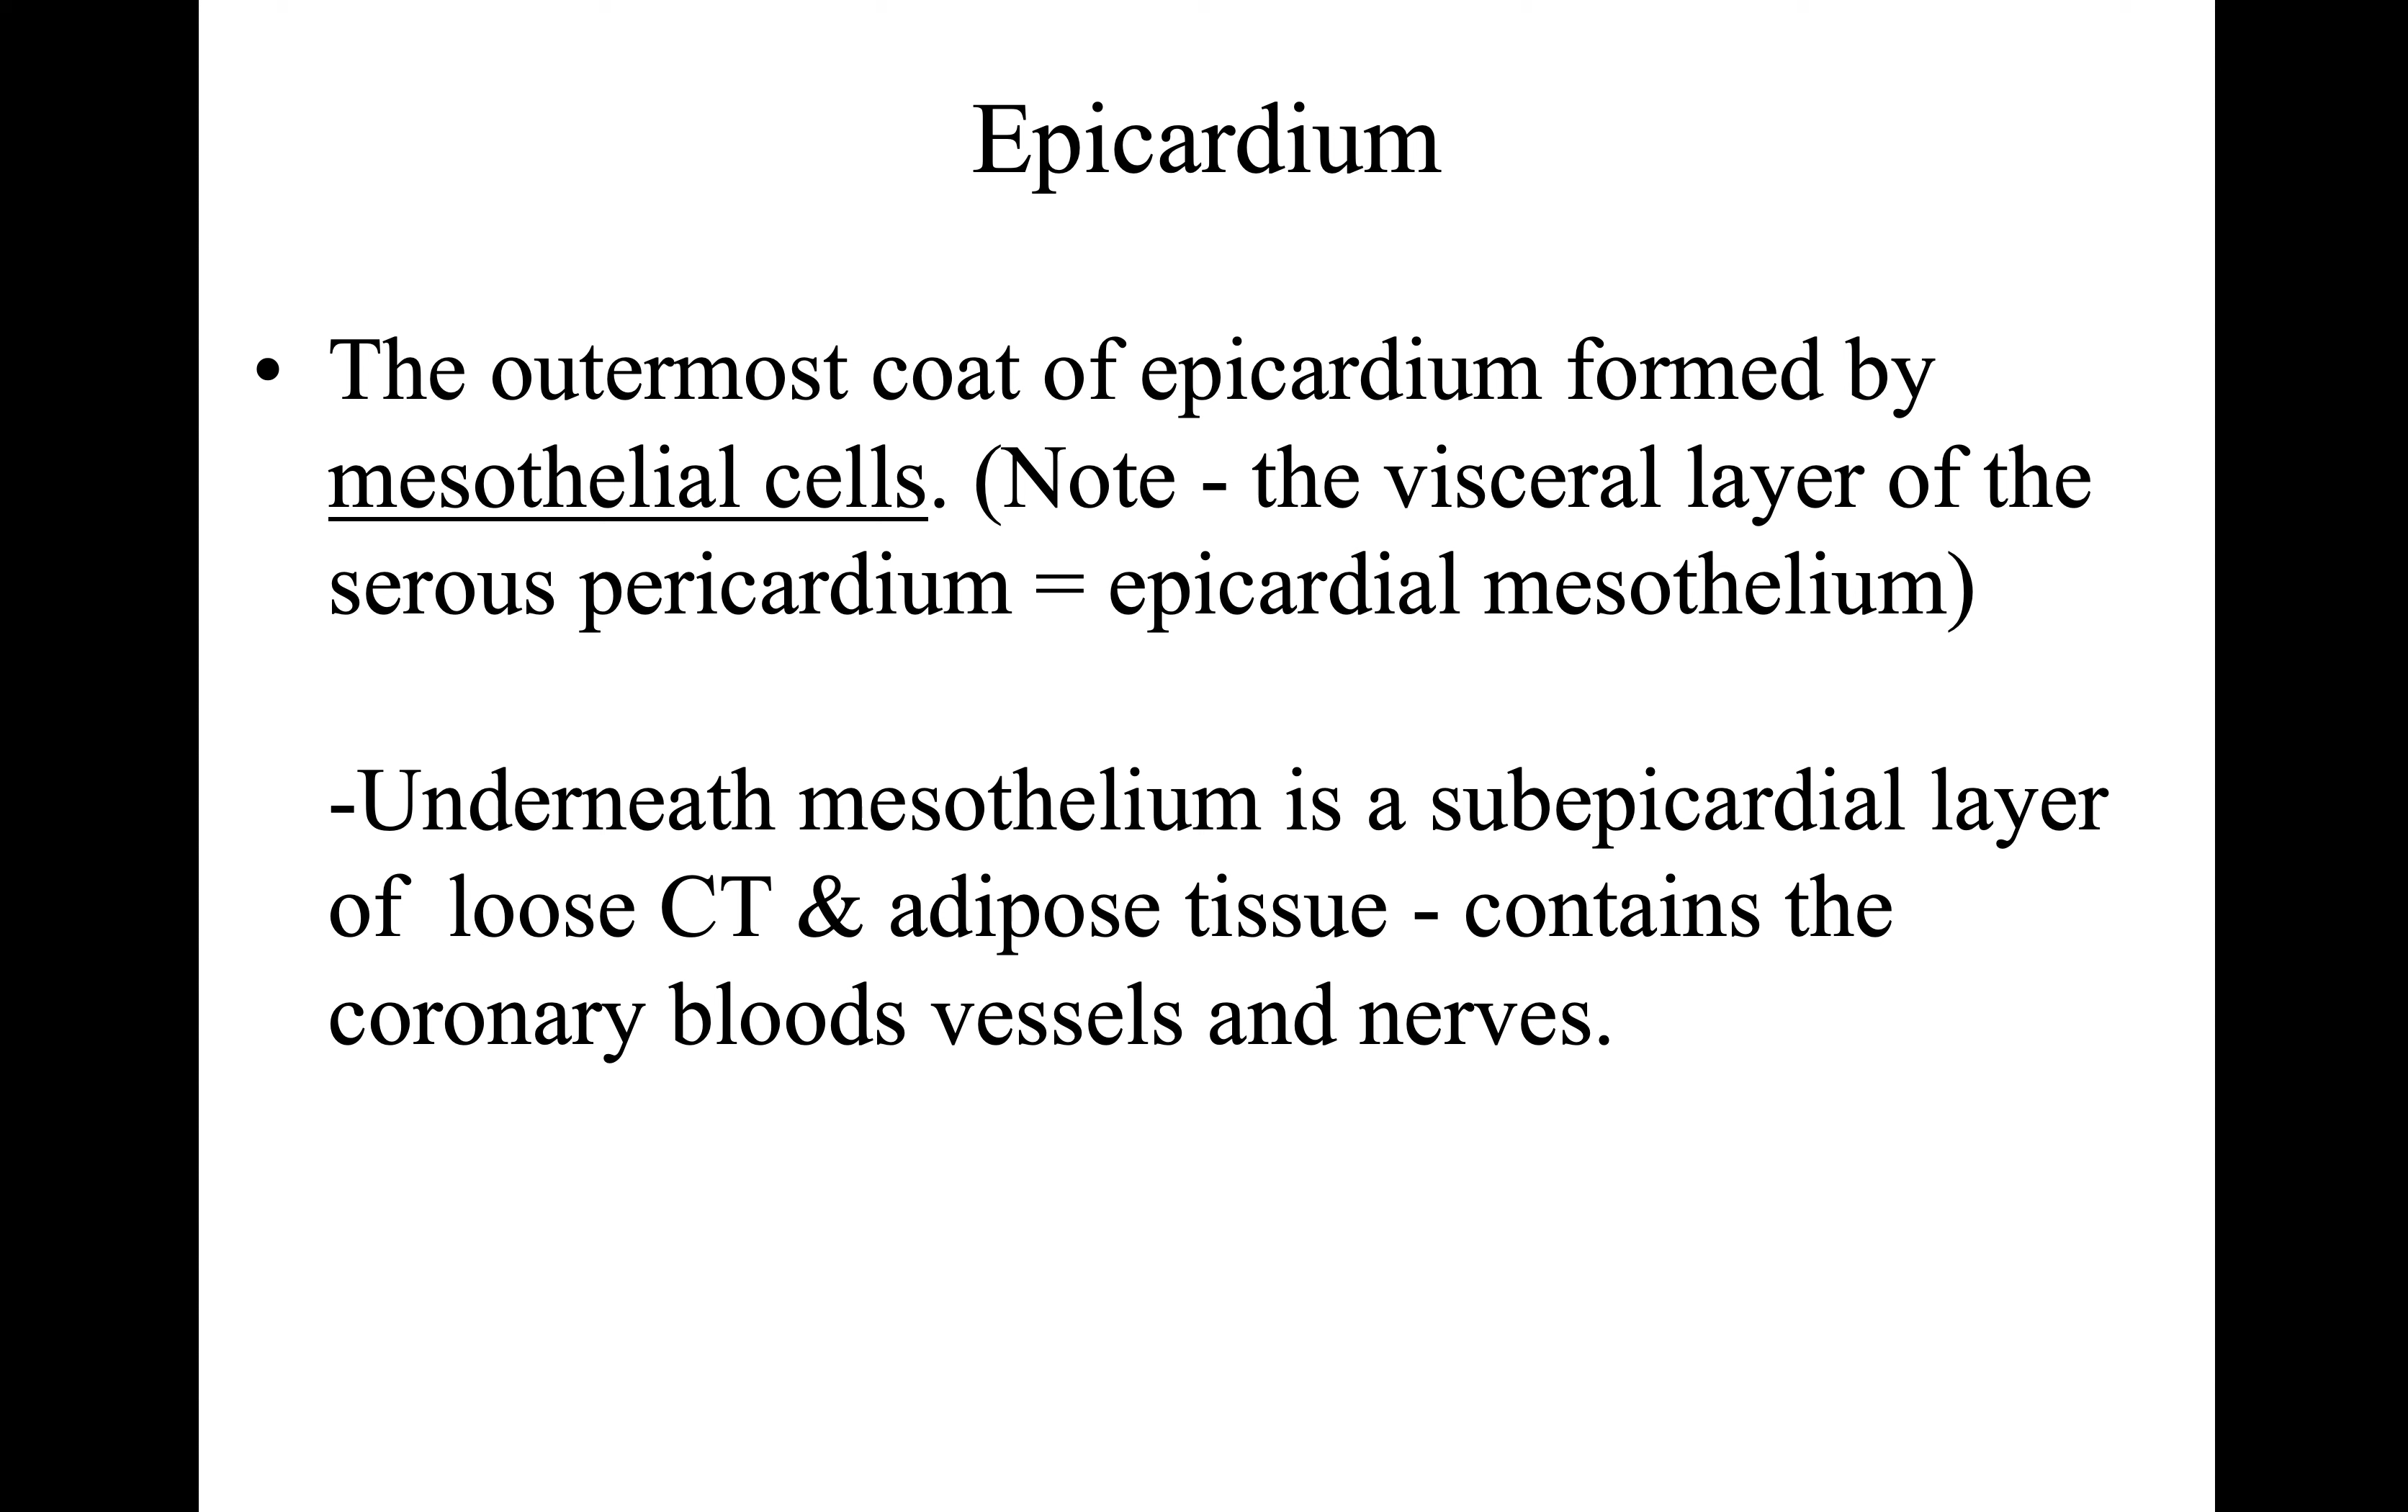 Epicardium
• The outermost coat of epicardium formed by
mesothelial cells. (Note - the visceral layer of the
serous pericardium = epicardial mesothelium)
-Underneath mesothelium is a subepicardial layer
of  loose CT & adipose tissue - contains the
coronary bloods vessels and nerves.